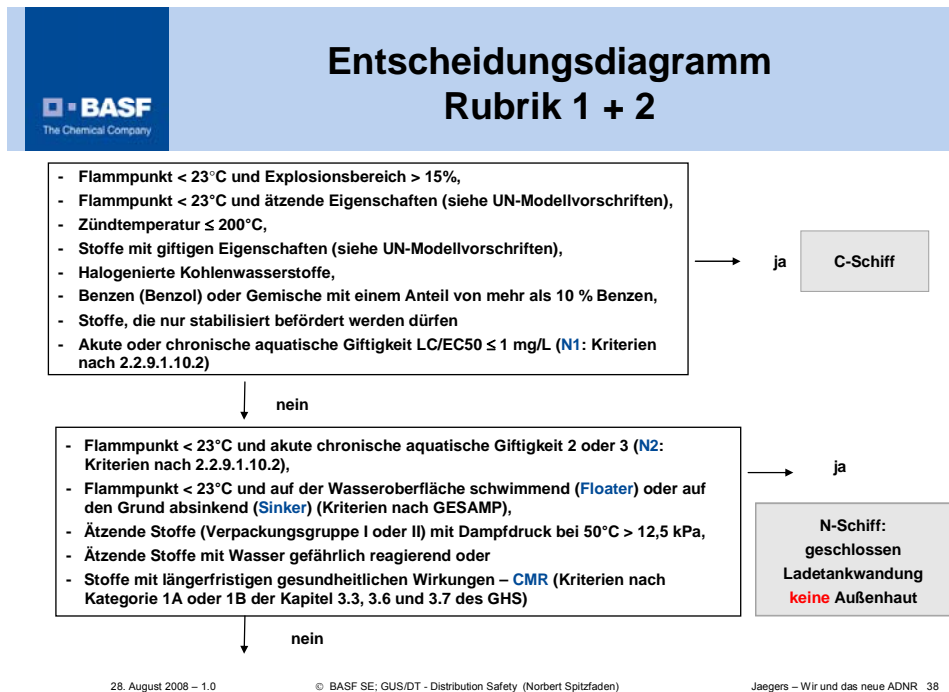 BASF
The Chemical Company
Entscheidungsdiagramm
Rubrik 1 + 2
- Flammpunkt < 23°C und Explosionsbereich > 15%,
- Flammpunkt < 23°C und ätzende Eigenschaften (siehe UN-Modellvorschriften),
- Zündtemperatur ≤ 200°C,
- Stoffe mit giftigen Eigenschaften (siehe UN-Modellvorschriften),
- Halogenierte Kohlenwasserstoffe,
- Benzen (Benzol) oder Gemische mit einem Anteil von mehr als 10 % Benzen,
- Stoffe, die nur stabilisiert befördert werden dürfen
- Akute oder chronische aquatische Giftigkeit LC/EC50 ≤ 1 mg/L (N1: Kriterien
nach 2.2.9.1.10.2)
ja
C-Schiff
nein
- Flammpunkt < 23°C und akute chronische aquatische Giftigkeit 2 oder 3 (N2:
Kriterien nach 2.2.9.1.10.2),
- Flammpunkt < 23°C und auf der Wasseroberfläche schwimmend (Floater) oder auf
den Grund absinkend (Sinker) (Kriterien nach GESAMP),
- Ätzende Stoffe (Verpackungsgruppe I oder II) mit Dampfdruck bei 50°C > 12,5 kPa,
- Ätzende Stoffe mit Wasser gefährlich reagierend oder
- Stoffe mit längerfristigen gesundheitlichen Wirkungen – CMR (Kriterien nach
Kategorie 1A oder 1B der Kapitel 3.3, 3.6 und 3.7 des GHS)
ja
N-Schiff:
geschlossen
Ladetankwandung
keine Außenhaut
nein
28. August 2008 – 1.0
© BASF SE; GUS/DT - Distribution Safety (Norbert Spitzfaden)
Jaegers – Wir und das neue ADNR 38